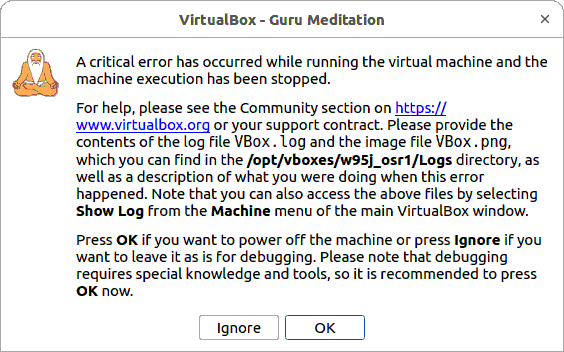 VirtualBox - Guru Meditation
A critical error has occurred while running the virtual machine and the
machine execution has been stopped.
For help, please see the Community section on https://
www.virtualbox.org or your support contract. Please provide the
contents of the log file VBox.log and the image file VBox.png,
which you can find in the /opt/vboxes/w95j_osr1/Logs directory, as
well as a description of what you were doing when this error
happened. Note that you can also access the above files by selecting
Show Log from the Machine menu of the main VirtualBox window.
Press OK if you want to power off the machine or press Ignore if you
want to leave it as is for debugging. Please note that debugging
requires special knowledge and tools, so it is recommended to press
OK now.
Ignore OK